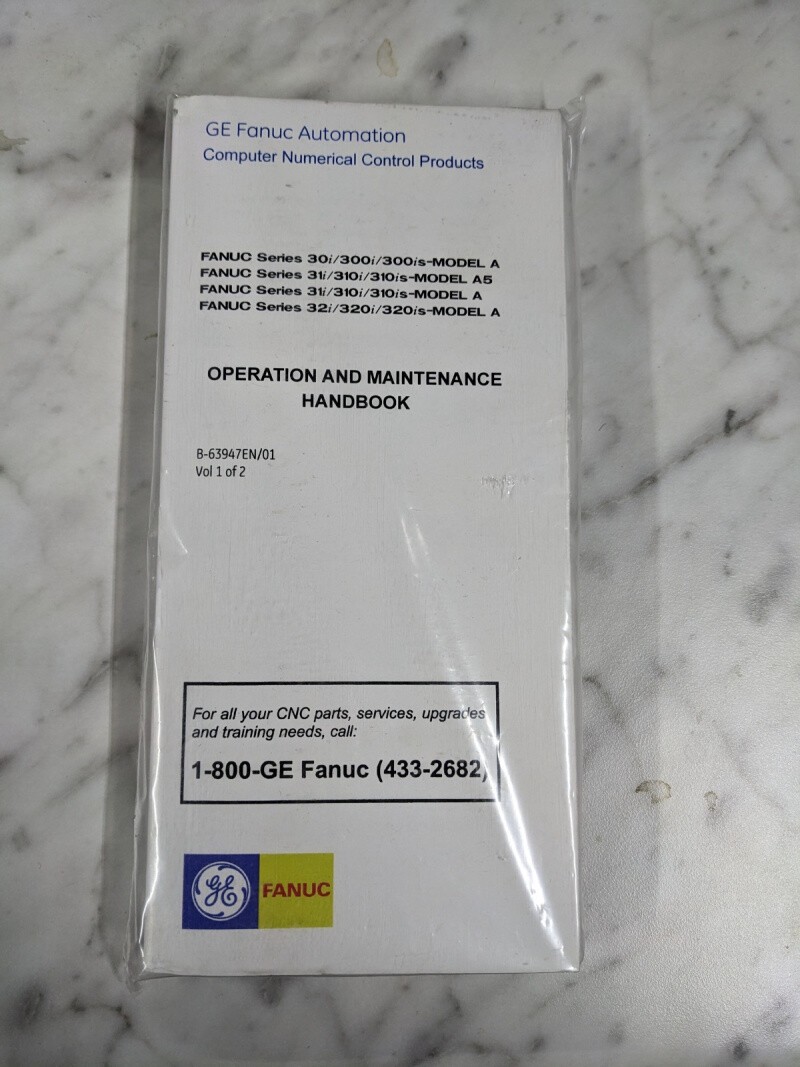 GE Fanuc Automation
Computer Numerical Control Products
FANUC Series 30i/300i/300is-MODEL A
FANUC Series 31i/310i/310is-MODEL A5
FANUC Series 31i/310i/310is-MODEL A
FANUC Series 32i/320i/320is-MODEL A
OPERATION AND MAINTENANCE
HANDBOOK
B-63947EN/01
Vol 1 of 2
For all your CNC parts, services, upgrades
and training needs, call:
1-800-GE Fanuc (433-2682)
GE FANUC